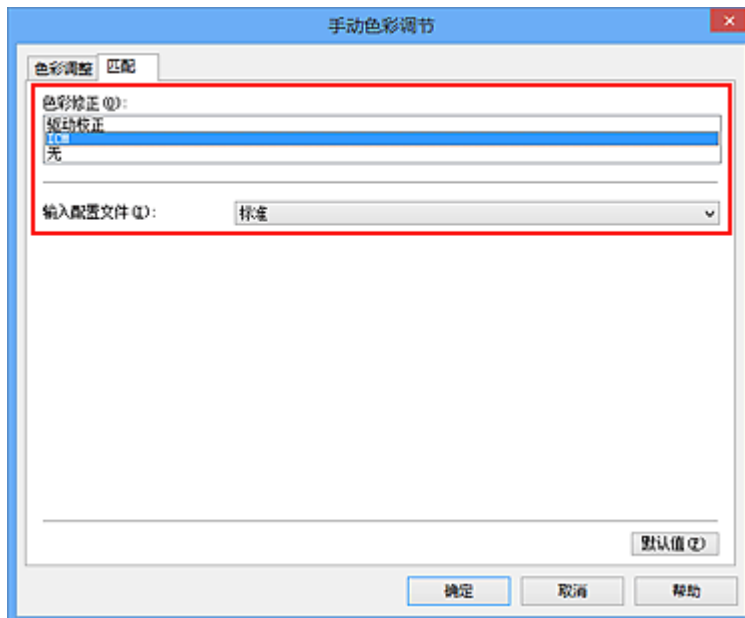 手动色彩调节
色彩调整 匹配
色彩修正(Q):
驱动校正
ICM
无
输入配置文件(I): 标准
默认值(F)
确定 取消 帮助